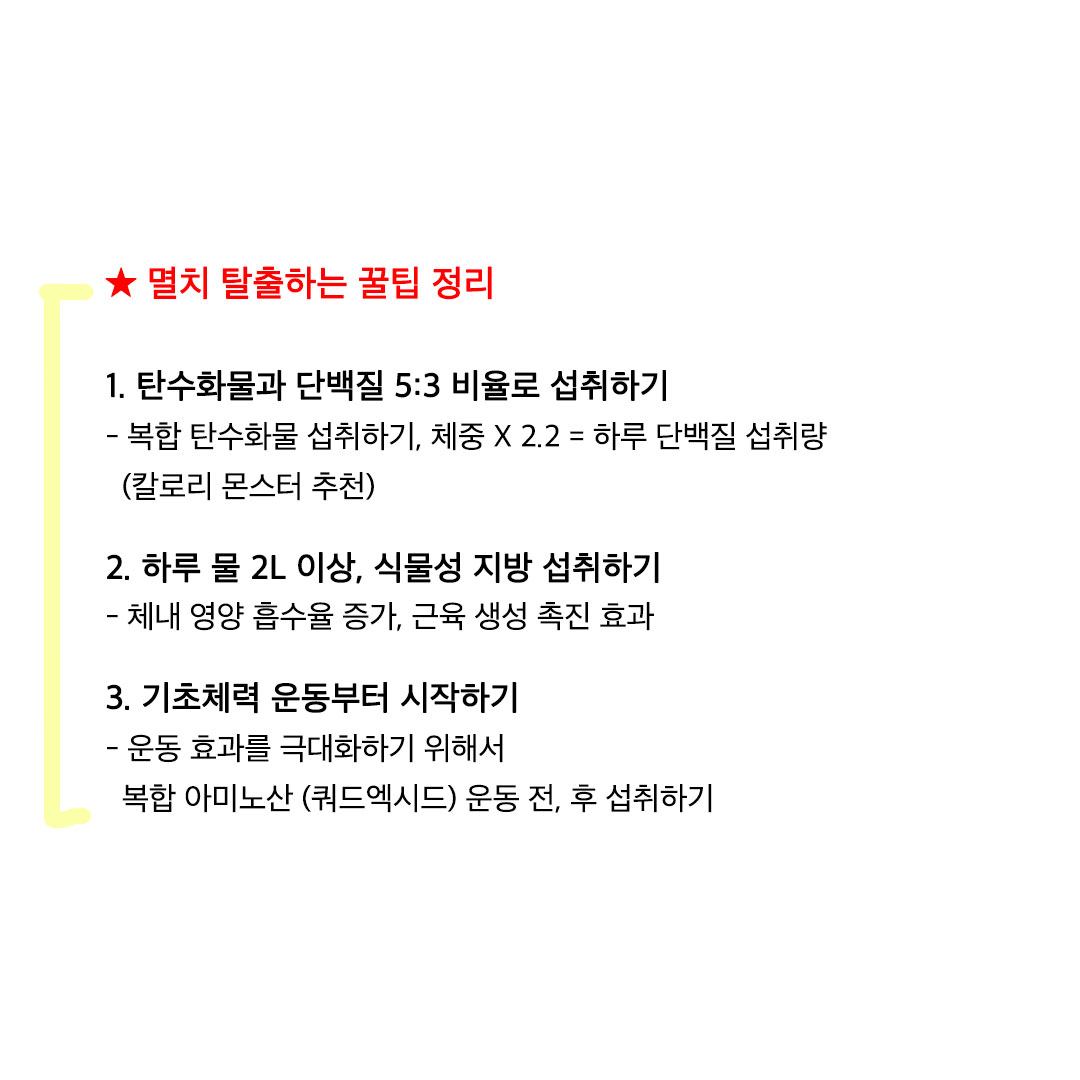 ★ 멸치 탈출하는 꿀팁 정리
1. 탄수화물과 단백질 5:3 비율로 섭취하기
- 복합 탄수화물 섭취하기, 체중 X 2.2 = 하루 단백질 섭취량
(칼로리 몬스터 추천)
2. 하루 물 2L 이상, 식물성 지방 섭취하기
- 체내 영양 흡수율 증가, 근육 생성 촉진 효과
3. 기초체력 운동부터 시작하기
- 운동 효과를 극대화하기 위해서
복합 아미노산 (쿼드엑시드) 운동 전, 후 섭취하기